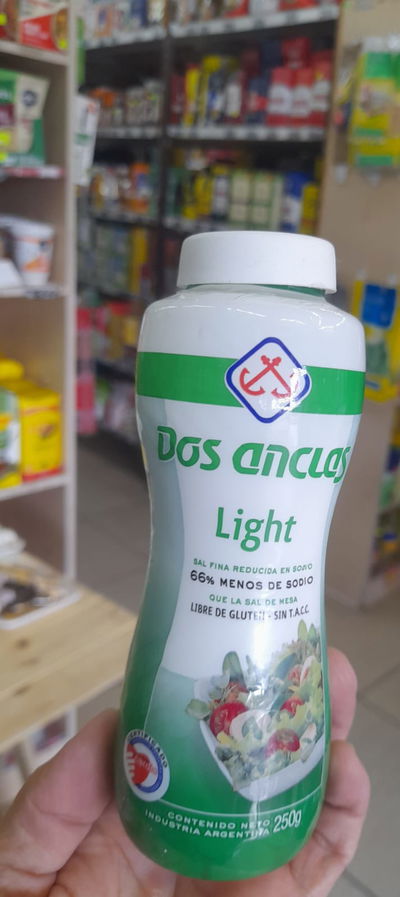 Dos anclas
Light
SAL FINA REDUCIDA EN SODIO
66% MENOS DE SODIO
QUE LA SAL DE MESA
LIBRE DE GLUTEN - SIN T.A.C.C.
CERTIFICADO
CONTENIDO NETO 250g
INDUSTRIA ARGENTINA